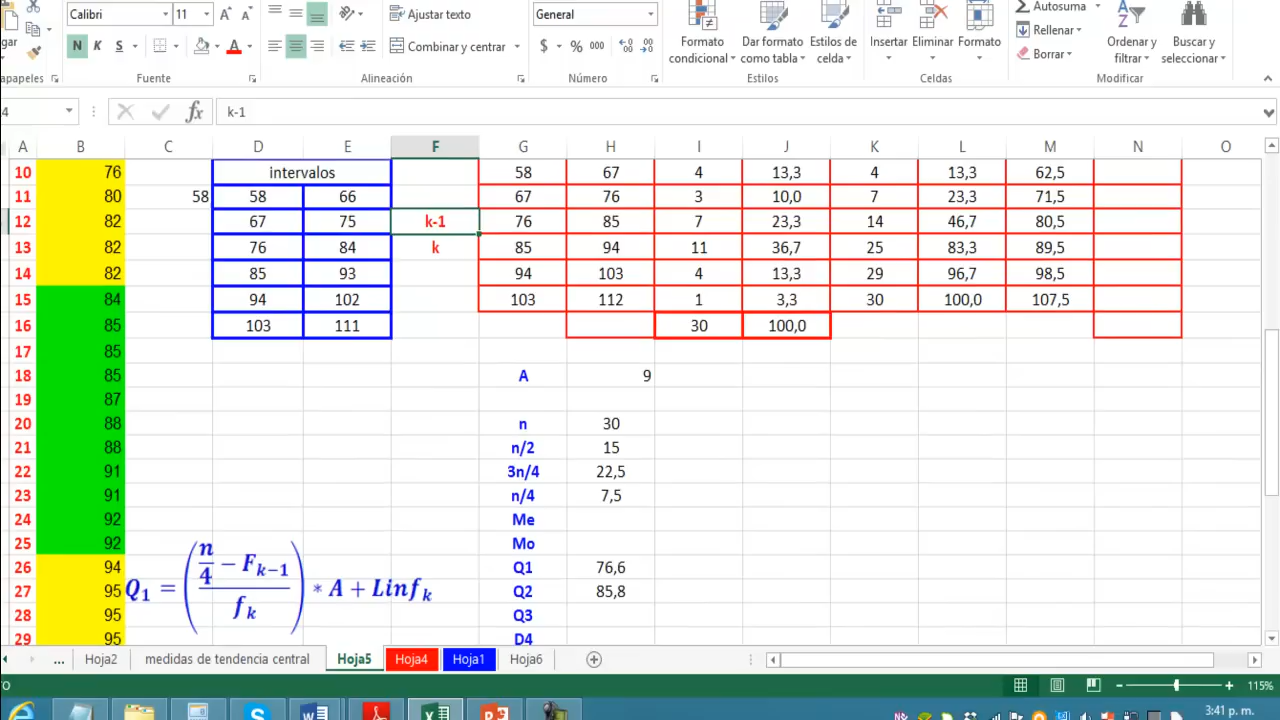 Calibri 11 Ajustar texto General Autosuma
Rellenar
N K S Combinar y centrar $ % 000 Formato condicional Dar formato como tabla Estilos de celda Insertar Eliminar Formato Borrar Ordenar y filtrar Buscar y seleccionar
Fuente Alineación Número Estilos Celdas Modificar
fx k-1
A B C D E F G H I J K L M N O
10 76 intervalos 58 67 4 13,3 4 13,3 62,5
11 80 58 58 66 67 76 3 10,0 7 23,3 71,5
12 82 67 75 k-1 76 85 7 23,3 14 46,7 80,5
13 82 76 84 k 85 94 11 36,7 25 83,3 89,5
14 82 85 93 94 103 4 13,3 29 96,7 98,5
15 84 94 102 103 112 1 3,3 30 100,0 107,5
16 85 103 111 30 100,0
17 85
18 85 A 9
19 87
20 88 n 30
21 88 n/2 15
22 91 3n/4 22,5
23 91 n/4 7,5
24 92 Me
25 92 Mo
26 94 Q1 76,6
27 95 Q2 85,8
28 95 Q3
29 95 D4
Q₁ = ((n/4 − Fₖ₋₁)/fₖ) * A + Linfₖ
... Hoja2 medidas de tendencia central Hoja5 Hoja4 Hoja1 Hoja6
115%
3:41 p. m.